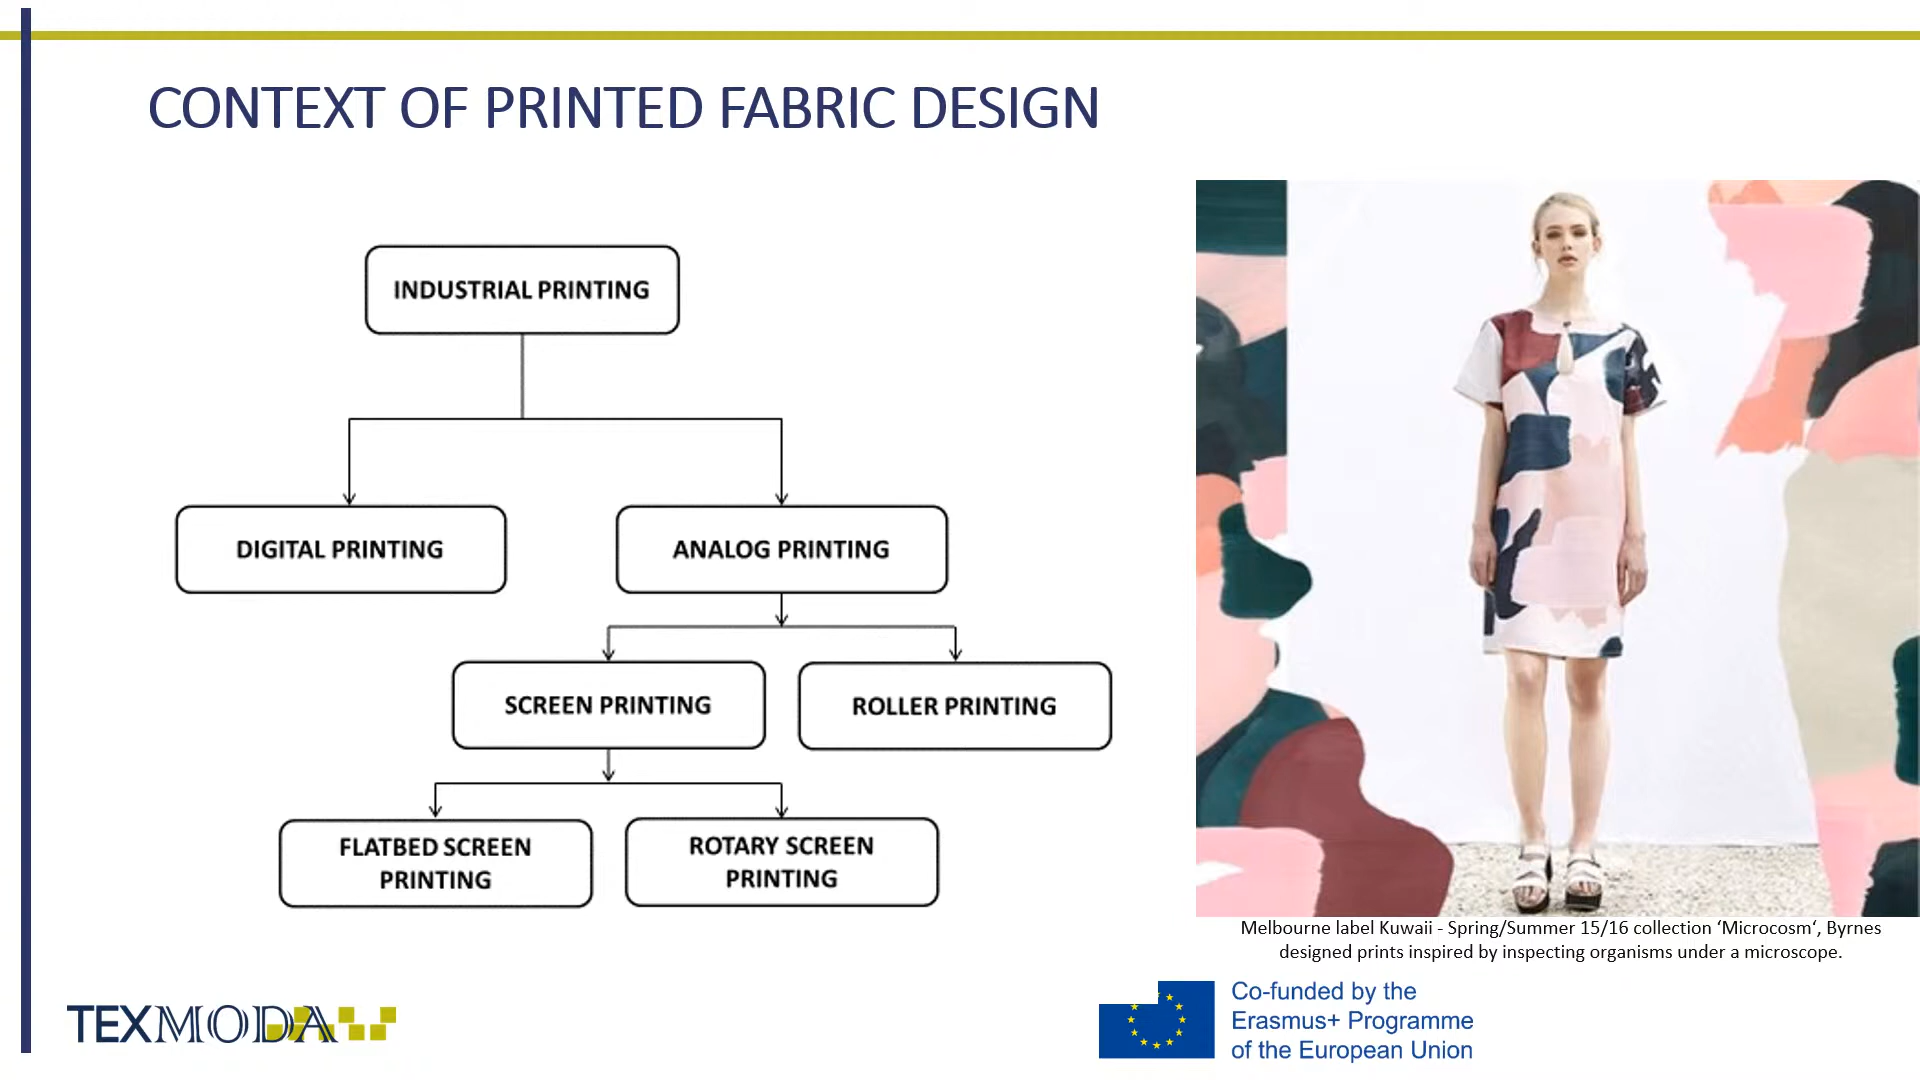 CONTEXT OF PRINTED FABRIC DESIGN
INDUSTRIAL PRINTING
DIGITAL PRINTING
ANALOG PRINTING
SCREEN PRINTING
ROLLER PRINTING
FLATBED SCREEN
PRINTING
ROTARY SCREEN
PRINTING
Melbourne label Kuwaii - Spring/Summer 15/16 collection ‘Microcosm‘, Byrnes
designed prints inspired by inspecting organisms under a microscope.
TEXMODA
Co-funded by the
Erasmus+ Programme
of the European Union